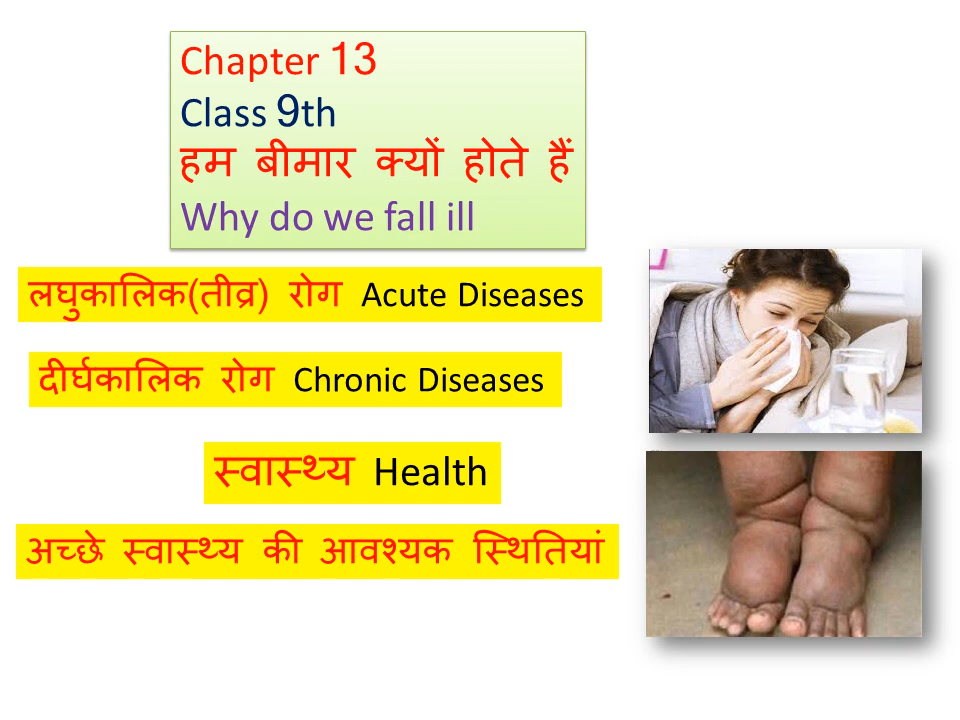 Chapter 13
Class 9th
हम बीमार क्यों होते हैं
Why do we fall ill
लघुकालिक(तीव्र) रोग Acute Diseases
दीर्घकालिक रोग Chronic Diseases
स्वास्थ्य Health
अच्छे स्वास्थ्य की आवश्यक स्थितियां